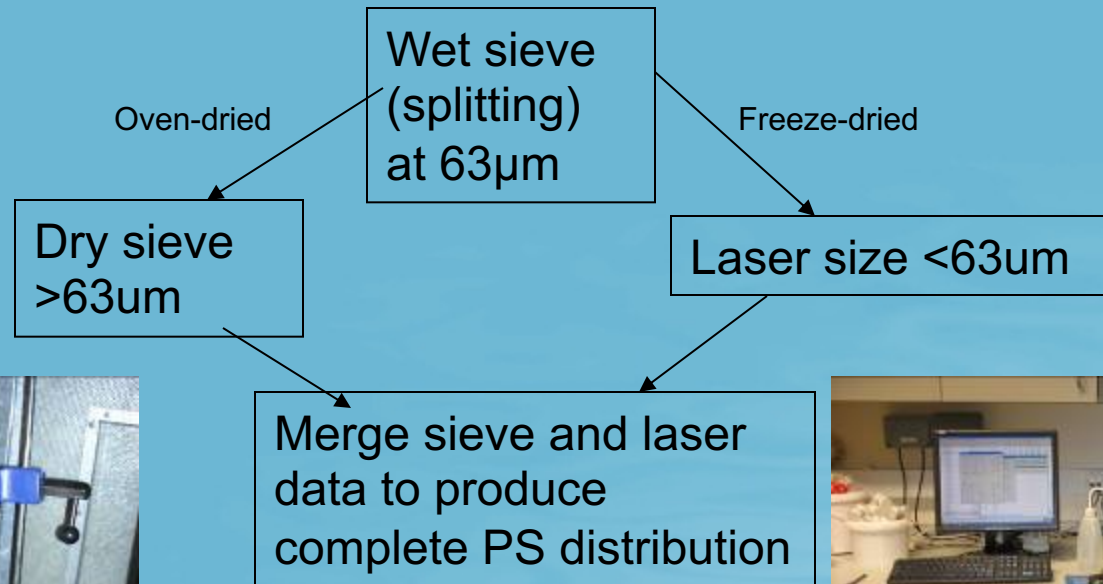 Wet sieve
(splitting)
at 63µm
Oven-dried
Freeze-dried
Dry sieve
>63um
Laser size <63um
Merge sieve and laser
data to produce
complete PS distribution